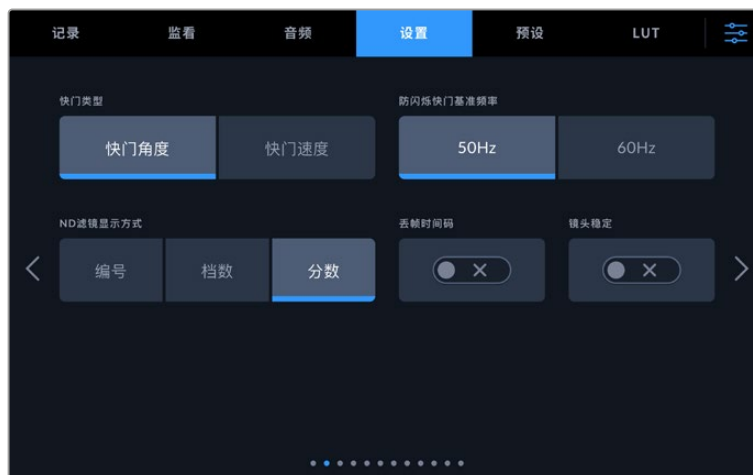 记录 监看 音频 设置 预设 LUT
快门类型 防闪烁快门基准频率
快门角度 快门速度 50Hz 60Hz
ND滤镜显示方式 丢帧时间码 镜头稳定
编号 档数 分数